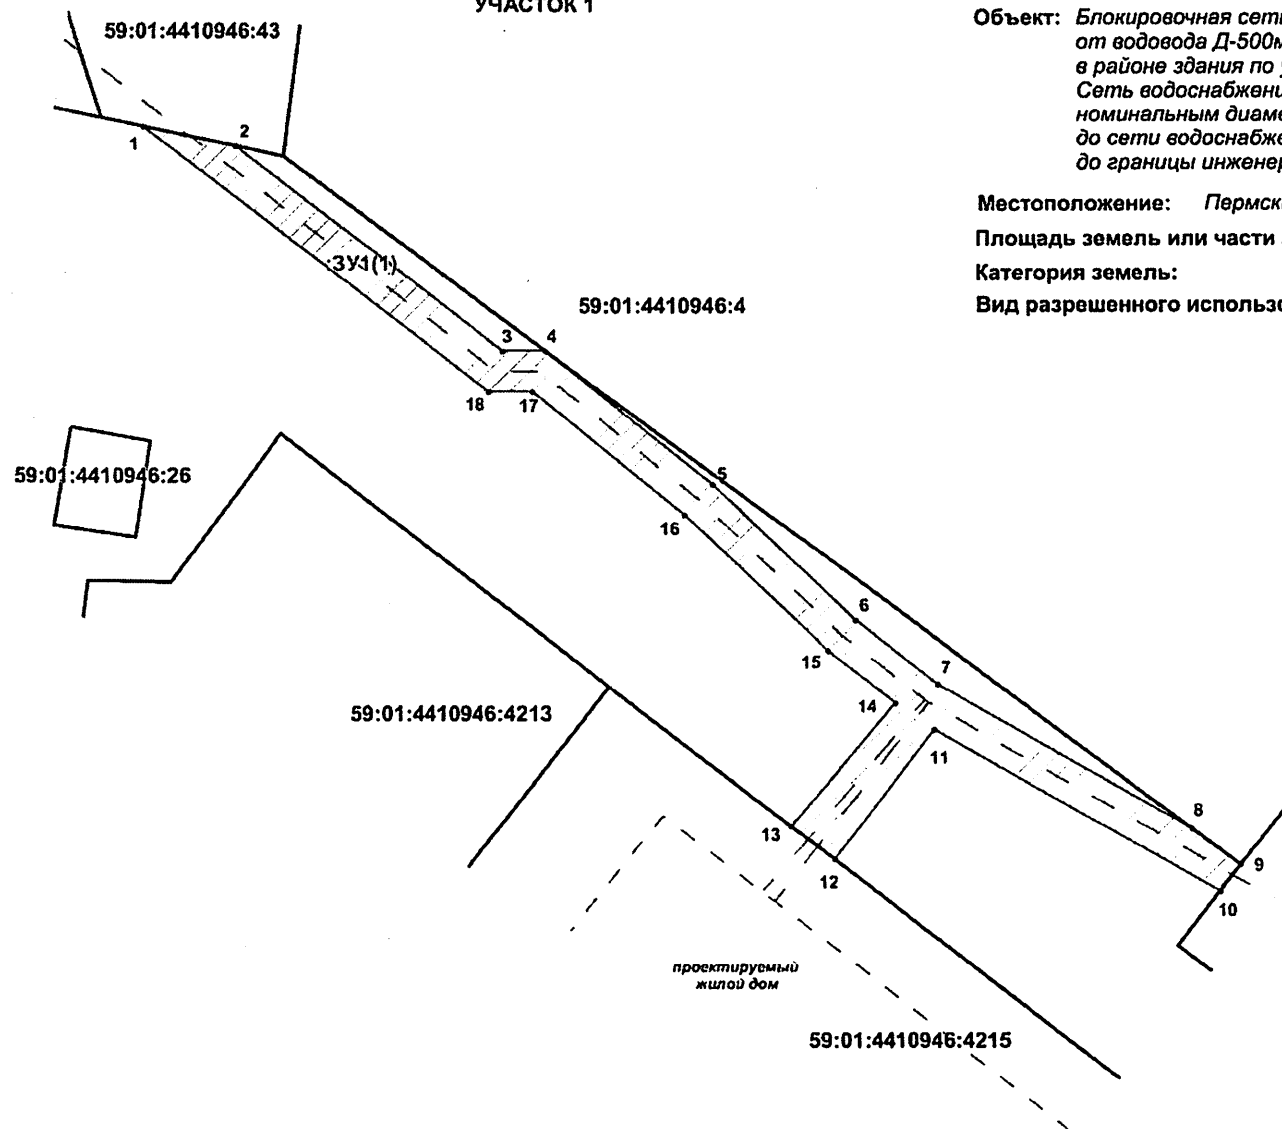 УЧАСТОК 1
Объект: Блокировочная сеть
от водовода Д-500м
в районе здания по
Сеть водоснабжени
номинальным диаме
до сети водоснабже
до границы инженер
Местоположение: Пермск
Площадь земель или части
Категория земель:
Вид разрешенного использо
59:01:4410946:43
1
2
:ЗУ1(1)
59:01:4410946:4
3
4
18
17
59:01:4410946:26
5
16
6
15
7
14
59:01:4410946:4213
11
8
13
9
12
10
проектируемый
жилой дом
59:01:4410946:4215